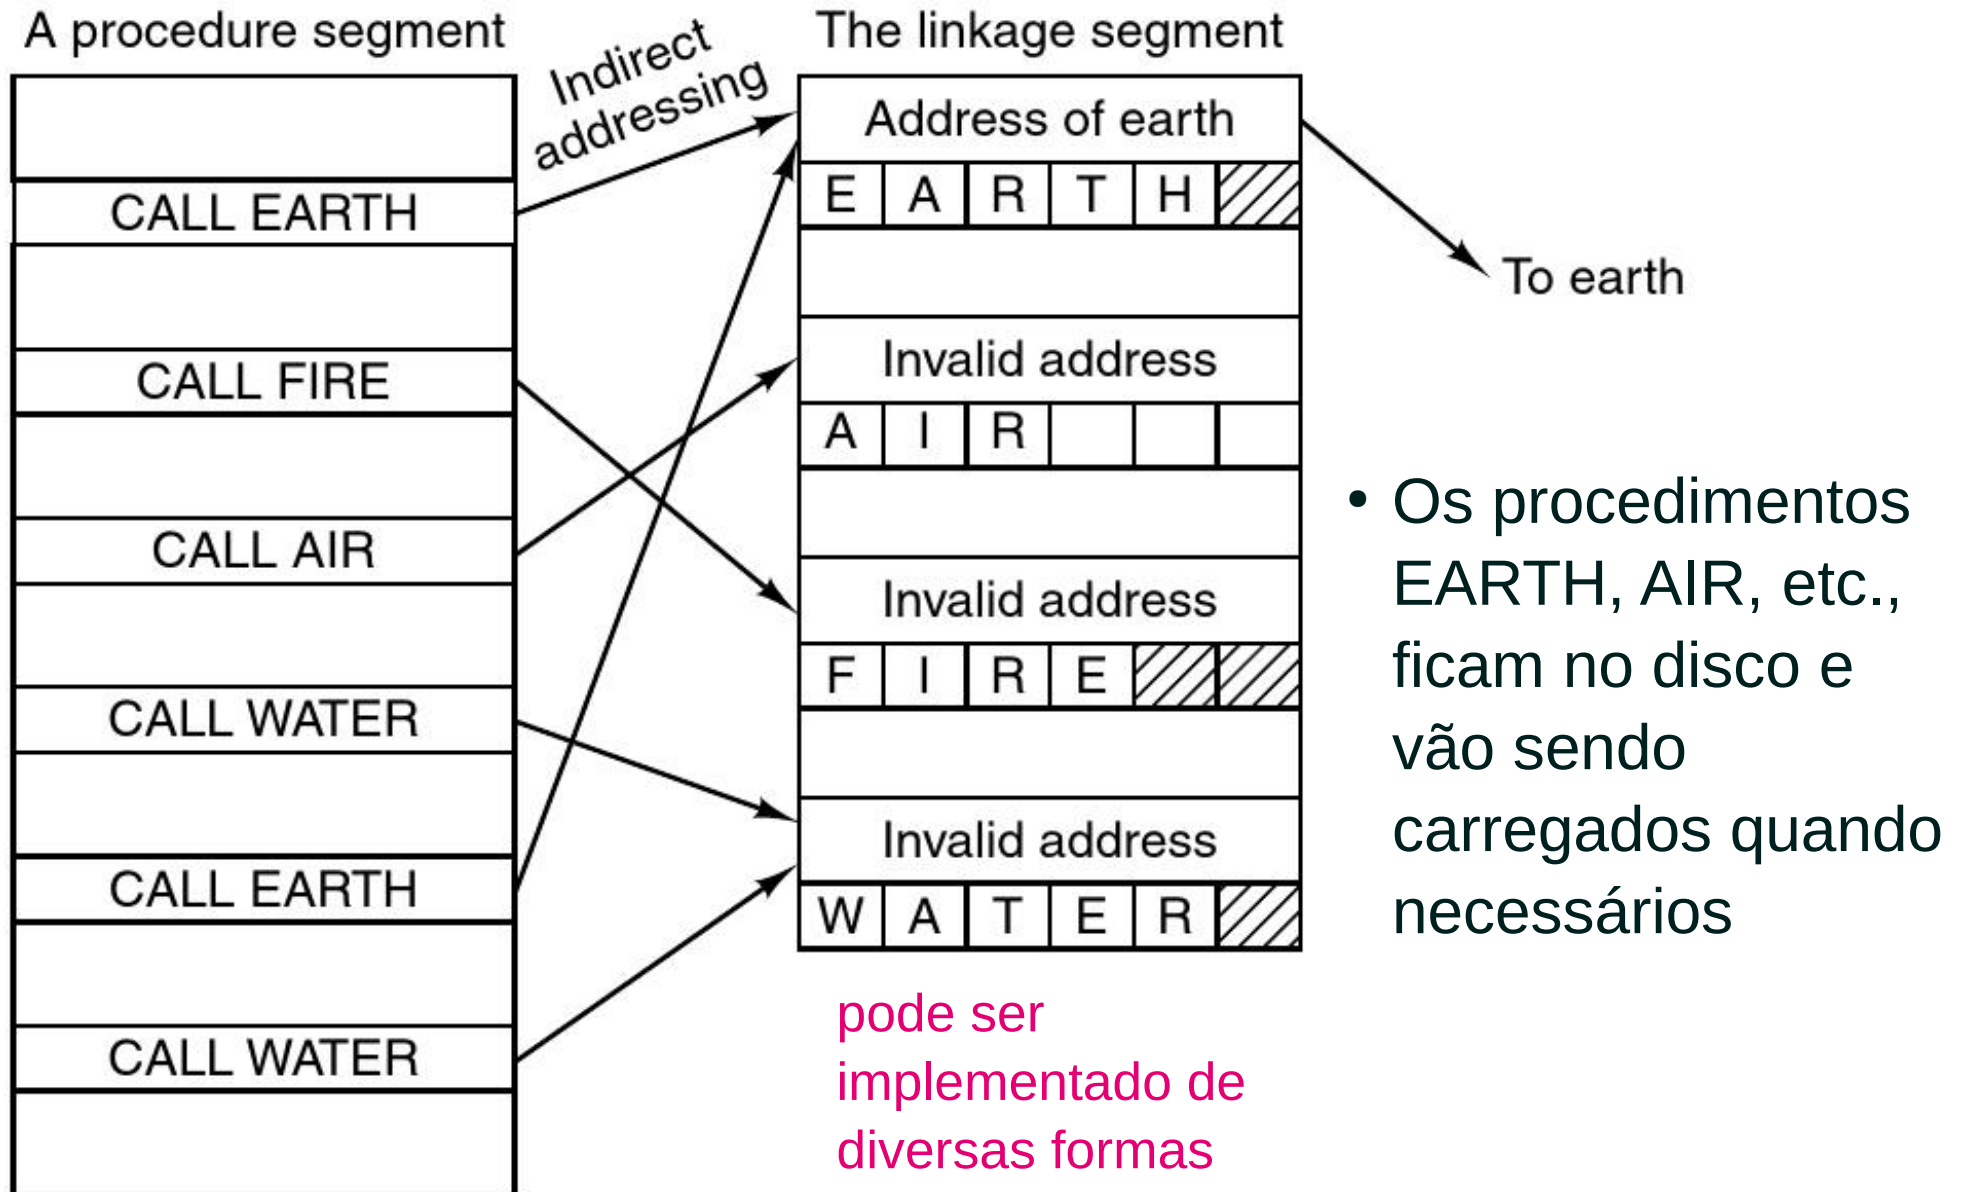 A procedure segment
CALL EARTH
CALL FIRE
CALL AIR
CALL WATER
CALL EARTH
CALL WATER
Indirect
addressing
The linkage segment
Address of earth
E A R T H
Invalid address
A I R
Invalid address
F I R E
Invalid address
W A T E R
To earth
• Os procedimentos
EARTH, AIR, etc.,
ficam no disco e
vão sendo
carregados quando
necessários
pode ser
implementado de
diversas formas